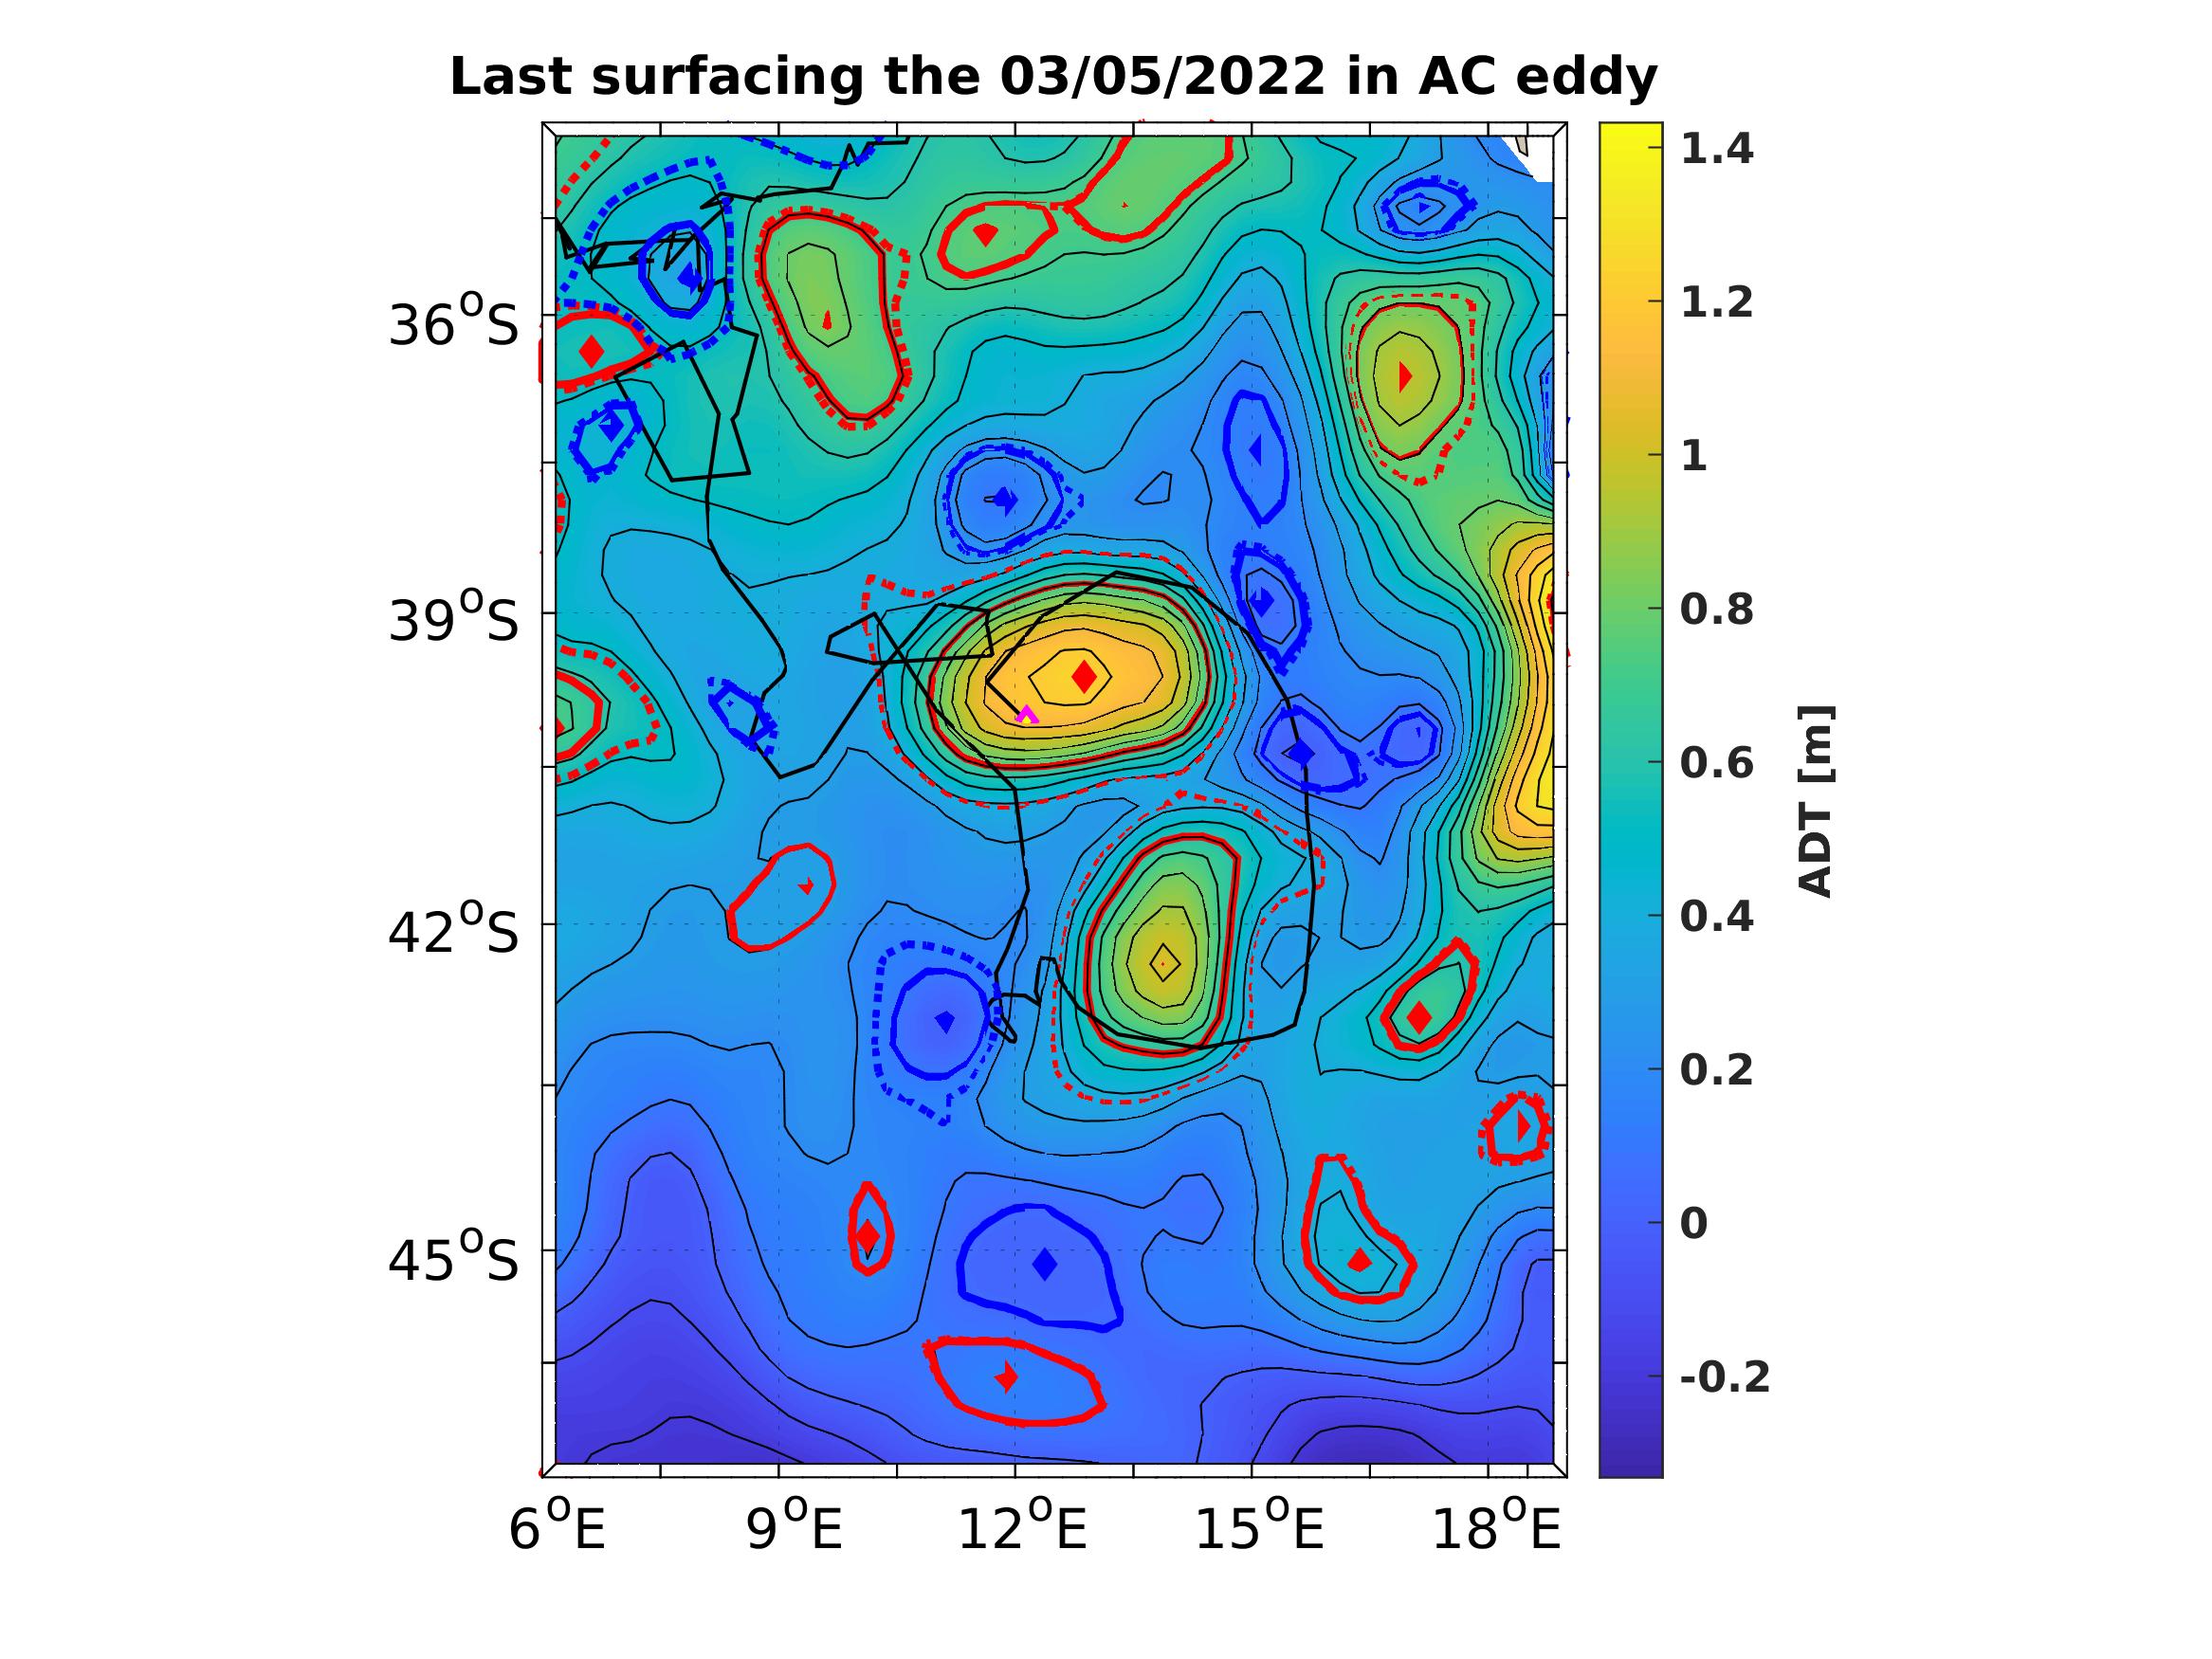 Last surfacing the 03/05/2022 in AC eddy
36°S
39°S
42°S
45°S
6°E 9°E 12°E 15°E 18°E
1.4
1.2
1
0.8
0.6
0.4
0.2
0
-0.2
ADT [m]